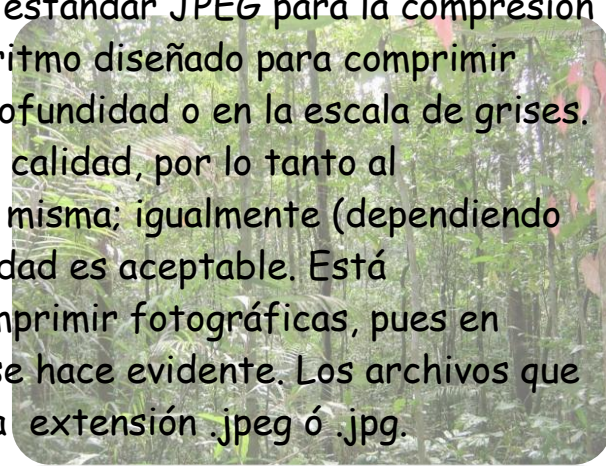 estándar JPEG para la compresión
ritmo diseñado para comprimir
ofundidad o en la escala de grises.
calidad, por lo tanto al
misma; igualmente (dependiendo
dad es aceptable. Está
mprimir fotográficas, pues en
se hace evidente. Los archivos que
a extensión .jpeg ó .jpg.